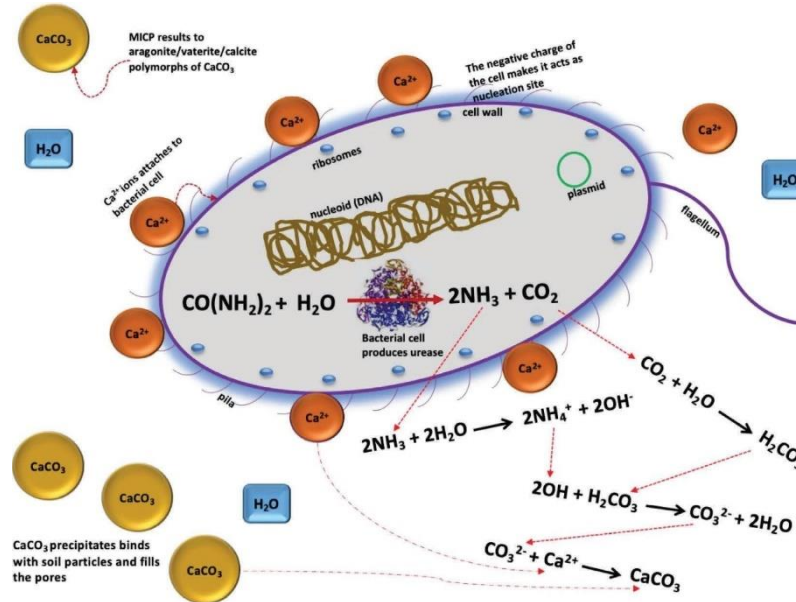 CaCO₃
MICP results to
aragonite/vaterite/calcite
polymorphs of CaCO₃
H₂O
Ca²⁺ ions attaches to
bacterial cell
Ca²⁺
Ca²⁺
Ca²⁺
The negative charge of
the cell makes it acts as
nucleation site
cell wall
Ca²⁺
H₂O
ribosomes
nucleoid (DNA)
plasmid
flagellum
CO(NH₂)₂ + H₂O
2NH₃ + CO₂
Bacterial cell
produces urease
Ca²⁺
pila
Ca²⁺
Ca²⁺
CO₂ + H₂O
H₂CO₃
2NH₃ + 2H₂O
2NH₄⁺ + 2OH⁻
2OH + H₂CO₃
CO₃²⁻ + 2H₂O
CO₃²⁻ + Ca²⁺
CaCO₃
CaCO₃
CaCO₃
H₂O
CaCO₃ precipitates binds
with soil particles and fills
the pores
CaCO₃